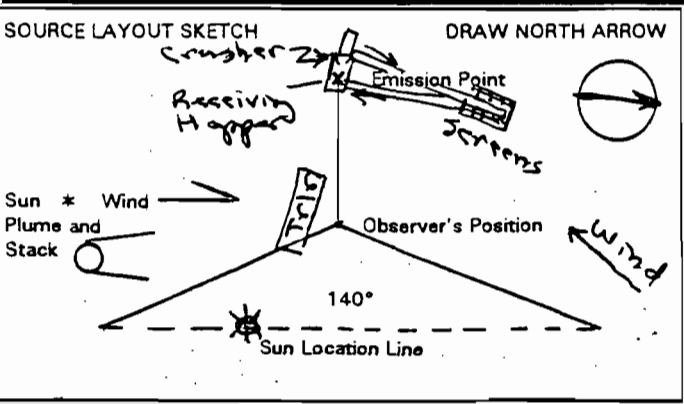 SOURCE LAYOUT SKETCH
DRAW NORTH ARROW
Crusher
Emission Point
Receiving
Hopper
Screens
Sun * Wind
Plume and
Stack
Observer's Position
Wind
140°
Sun Location Line